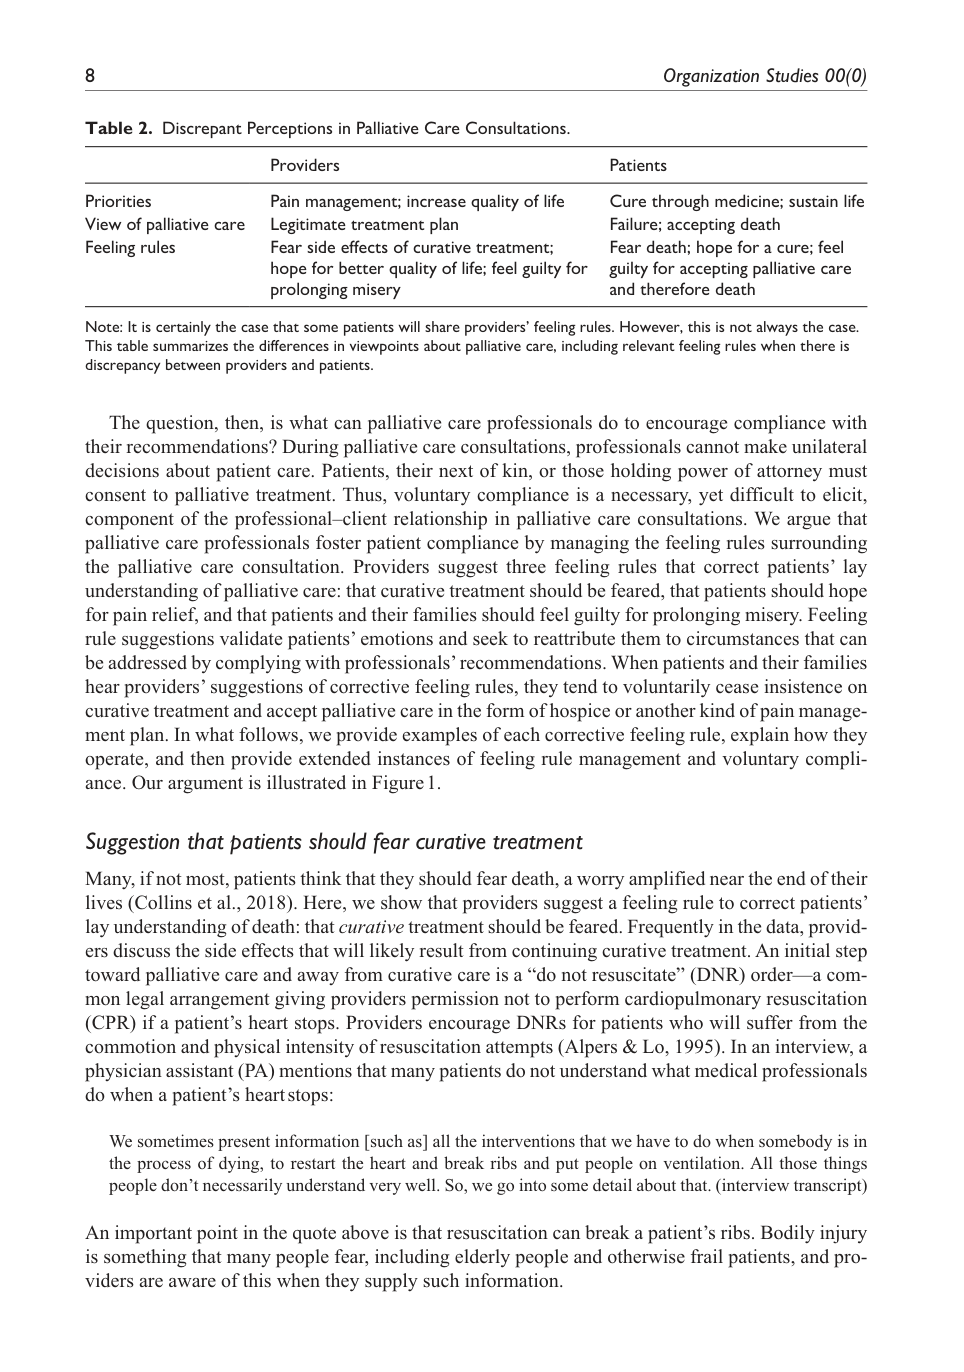 8
Organization Studies 00(0)
Table 2. Discrepant Perceptions in Palliative Care Consultations.
Providers Patients
Priorities Pain management; increase quality of life Cure through medicine; sustain life
View of palliative care Legitimate treatment plan Failure; accepting death
Feeling rules Fear side effects of curative treatment; Fear death; hope for a cure; feel
hope for better quality of life; feel guilty for guilty for accepting palliative care
prolonging misery and therefore death
Note: It is certainly the case that some patients will share providers’ feeling rules. However, this is not always the case.
This table summarizes the differences in viewpoints about palliative care, including relevant feeling rules when there is
discrepancy between providers and patients.
The question, then, is what can palliative care professionals do to encourage compliance with
their recommendations? During palliative care consultations, professionals cannot make unilateral
decisions about patient care. Patients, their next of kin, or those holding power of attorney must
consent to palliative treatment. Thus, voluntary compliance is a necessary, yet difficult to elicit,
component of the professional–client relationship in palliative care consultations. We argue that
palliative care professionals foster patient compliance by managing the feeling rules surrounding
the palliative care consultation. Providers suggest three feeling rules that correct patients’ lay
understanding of palliative care: that curative treatment should be feared, that patients should hope
for pain relief, and that patients and their families should feel guilty for prolonging misery. Feeling
rule suggestions validate patients’ emotions and seek to reattribute them to circumstances that can
be addressed by complying with professionals’ recommendations. When patients and their families
hear providers’ suggestions of corrective feeling rules, they tend to voluntarily cease insistence on
curative treatment and accept palliative care in the form of hospice or another kind of pain manage-
ment plan. In what follows, we provide examples of each corrective feeling rule, explain how they
operate, and then provide extended instances of feeling rule management and voluntary compli-
ance. Our argument is illustrated in Figure 1.
Suggestion that patients should fear curative treatment
Many, if not most, patients think that they should fear death, a worry amplified near the end of their
lives (Collins et al., 2018). Here, we show that providers suggest a feeling rule to correct patients’
lay understanding of death: that curative treatment should be feared. Frequently in the data, provid-
ers discuss the side effects that will likely result from continuing curative treatment. An initial step
toward palliative care and away from curative care is a “do not resuscitate” (DNR) order—a com-
mon legal arrangement giving providers permission not to perform cardiopulmonary resuscitation
(CPR) if a patient’s heart stops. Providers encourage DNRs for patients who will suffer from the
commotion and physical intensity of resuscitation attempts (Alpers & Lo, 1995). In an interview, a
physician assistant (PA) mentions that many patients do not understand what medical professionals
do when a patient’s heart stops:
We sometimes present information [such as] all the interventions that we have to do when somebody is in
the process of dying, to restart the heart and break ribs and put people on ventilation. All those things
people don’t necessarily understand very well. So, we go into some detail about that. (interview transcript)
An important point in the quote above is that resuscitation can break a patient’s ribs. Bodily injury
is something that many people fear, including elderly people and otherwise frail patients, and pro-
viders are aware of this when they supply such information.